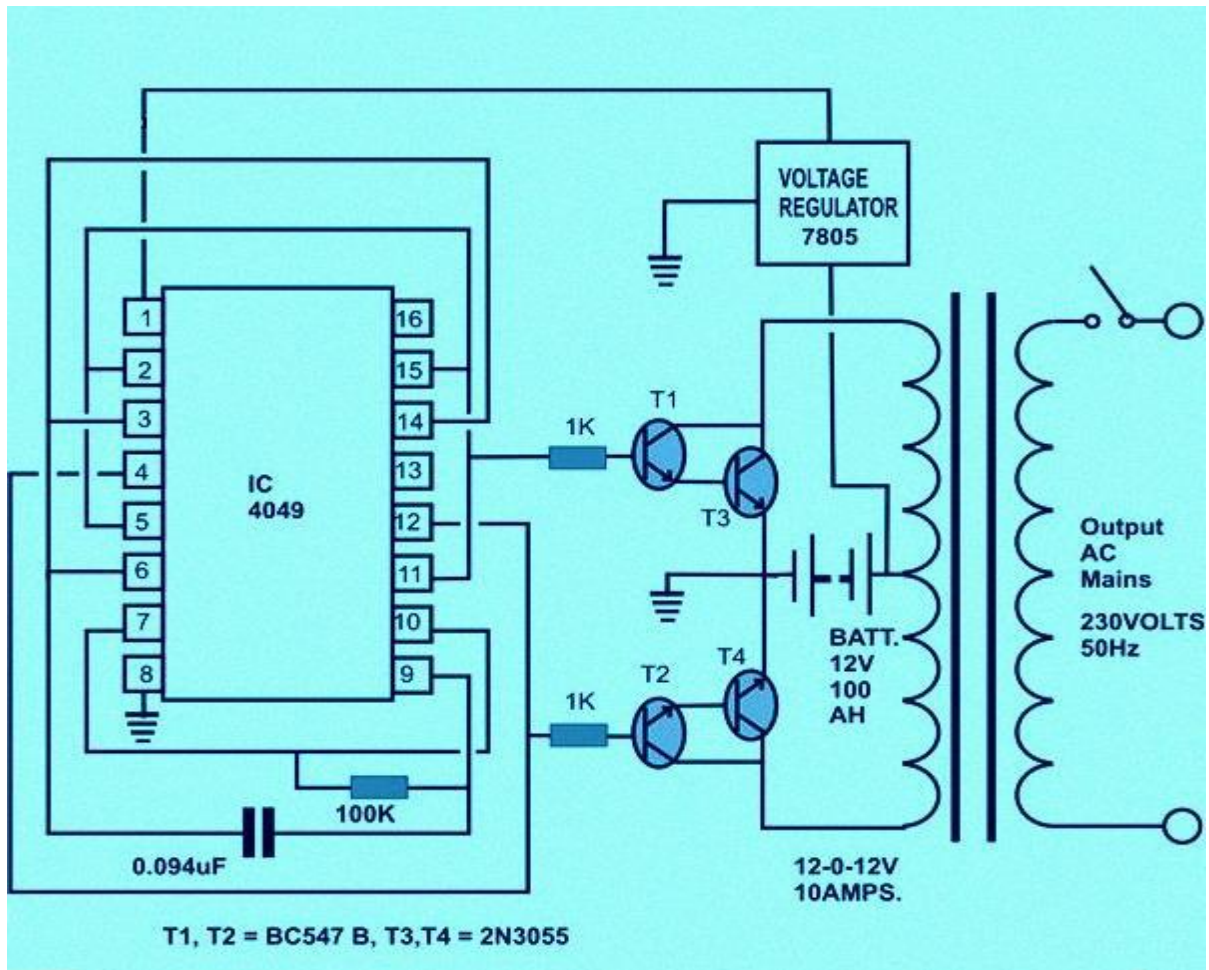 VOLTAGE
REGULATOR
7805
1
2
3
4
5
6
7
8
IC
4049
16
15
14
13
12
11
10
9
1K
T1
T3
1K
T2
T4
BATT.
12V
100
AH
Output
AC
Mains
230VOLTS
50Hz
100K
0.094uF
12-0-12V
10AMPS.
T1, T2 = BC547 B, T3,T4 = 2N3055